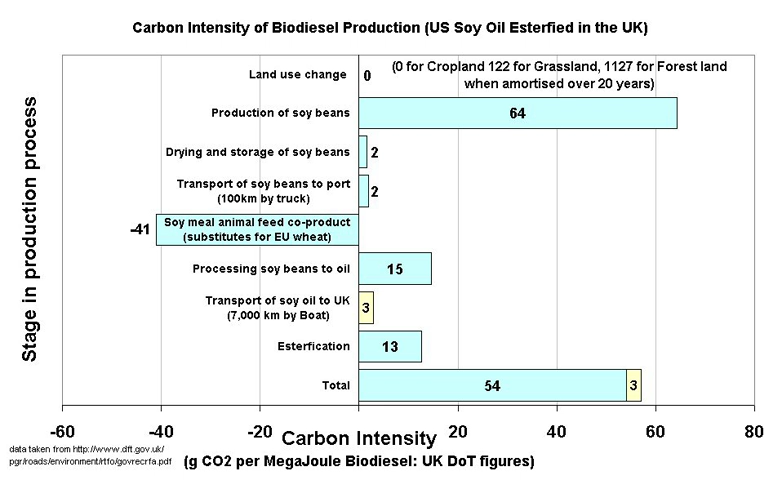 Carbon Intensity of Biodiesel Production (US Soy Oil Esterfied in the UK)
Stage in production process
Land use change
0
(0 for Cropland 122 for Grassland, 1127 for Forest land
when amortised over 20 years)
Production of soy beans
64
Drying and storage of soy beans
2
Transport of soy beans to port
(100km by truck)
2
-41
Soy meal animal feed co-product
(substitutes for EU wheat)
Processing soy beans to oil
15
Transport of soy oil to UK
(7,000 km by Boat)
3
Esterfication
13
Total
54
3
-60
-40
-20
0
20
40
60
80
Carbon Intensity
(g CO2 per MegaJoule Biodiesel: UK DoT figures)
data taken from http://www.dft.gov.uk/
pgr/roads/environment/rtfo/govrecrfa.pdf